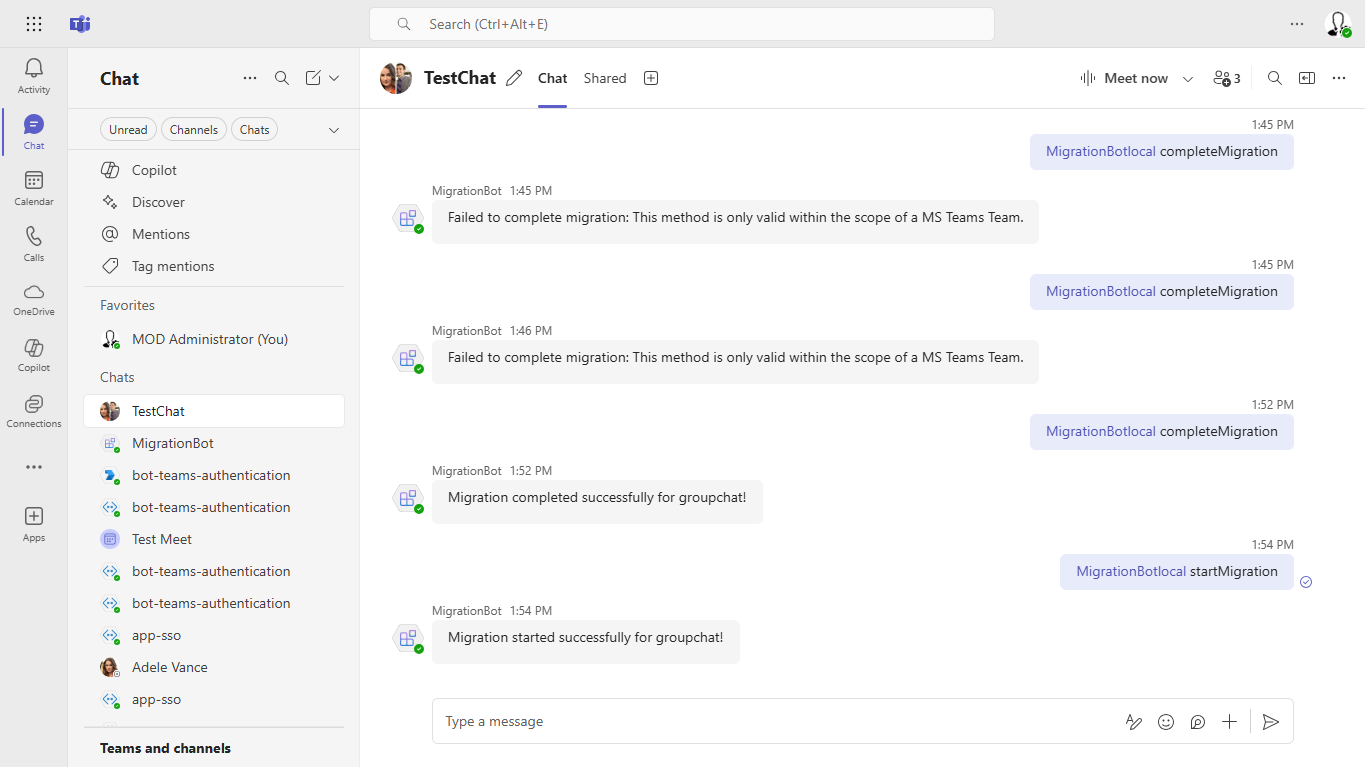 Search (Ctrl+Alt+E)
Activity
Chat
Calendar
Calls
OneDrive
Copilot
Connections
Apps
Chat
Unread
Channels
Chats
Copilot
Discover
Mentions
Tag mentions
Favorites
MOD Administrator (You)
Chats
TestChat
MigrationBot
bot-teams-authentication
bot-teams-authentication
Test Meet
bot-teams-authentication
bot-teams-authentication
app-sso
Adele Vance
app-sso
Teams and channels
TestChat
Chat
Shared
Meet now
3
1:45 PM
MigrationBotlocal completeMigration
MigrationBot 1:45 PM
Failed to complete migration: This method is only valid within the scope of a MS Teams Team.
1:45 PM
MigrationBotlocal completeMigration
MigrationBot 1:46 PM
Failed to complete migration: This method is only valid within the scope of a MS Teams Team.
1:52 PM
MigrationBotlocal completeMigration
MigrationBot 1:52 PM
Migration completed successfully for groupchat!
1:54 PM
MigrationBotlocal startMigration
MigrationBot 1:54 PM
Migration started successfully for groupchat!
Type a message